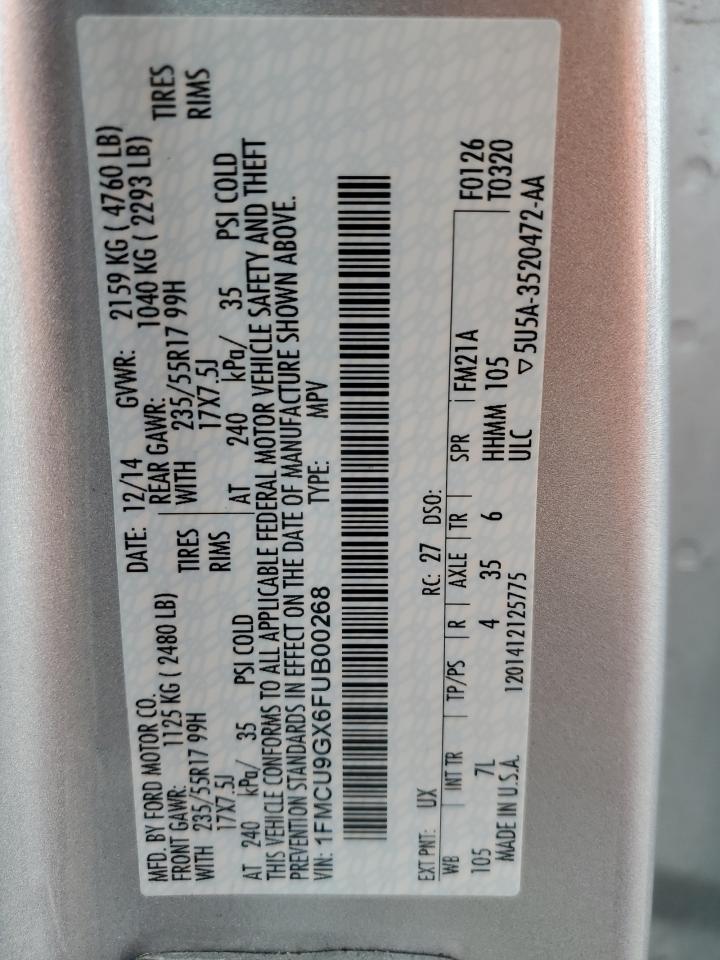 MFD. BY FORD MOTOR CO. DATE: 12/14 GVWR: 2159 KG ( 4760 LB)
FRONT GAWR: 1125 KG ( 2480 LB) REAR GAWR: 1040 KG ( 2293 LB)
WITH 235/55R17 99H TIRES WITH 235/55R17 99H TIRES
17X7.5J RIMS 17X7.5J RIMS
AT 240 kPa/ 35 PSI COLD AT 240 kPa/ 35 PSI COLD
THIS VEHICLE CONFORMS TO ALL APPLICABLE FEDERAL MOTOR VEHICLE SAFETY AND THEFT
PREVENTION STANDARDS IN EFFECT ON THE DATE OF MANUFACTURE SHOWN ABOVE.
VIN: 1FMCU9GX6FUB00268 TYPE: MPV
EXT PNT: UX RC: 27 DSO:
WB INT TR TP/PS R AXLE TR SPR FM21A F0126
105 7L 4 35 6 HHMM 105 T0320
MADE IN U.S.A. 1201412125775 ULC ▽5U5A-3520472-AA